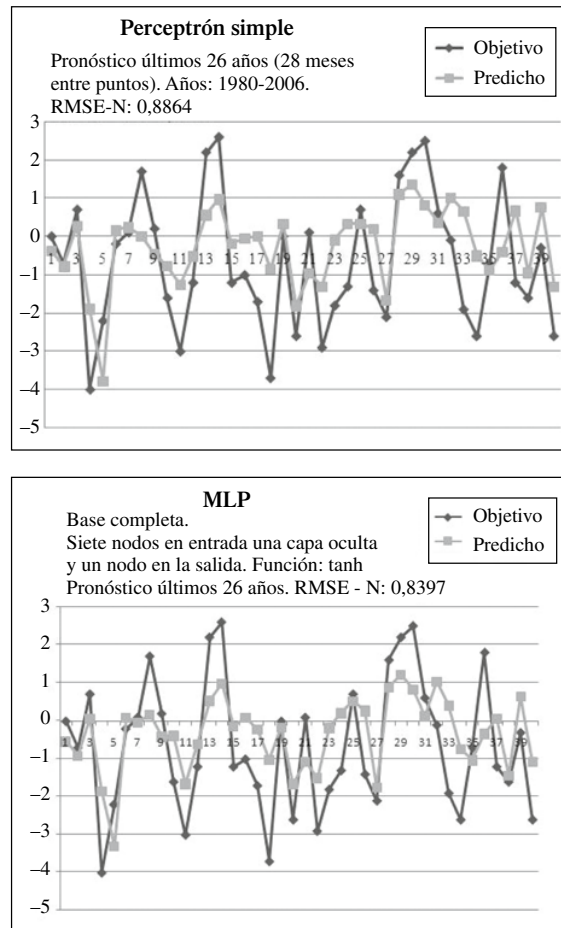 Perceptrón simple
Pronóstico últimos 26 años (28 meses
entre puntos). Años: 1980-2006.
RMSE-N: 0,8864
Objetivo
Predicho
3
2
1
0
–1
–2
–3
–4
–5
1 3 5 7 9 11 13 15 17 19 21 23 25 27 29 31 33 35 37 39
MLP
Base completa.
Siete nodos en entrada una capa oculta
y un nodo en la salida. Función: tanh
Pronóstico últimos 26 años. RMSE - N: 0,8397
Objetivo
Predicho
3
2
1
0
–1
–2
–3
–4
–5
1 3 5 7 9 11 13 15 17 19 21 23 25 27 29 31 33 35 37 39